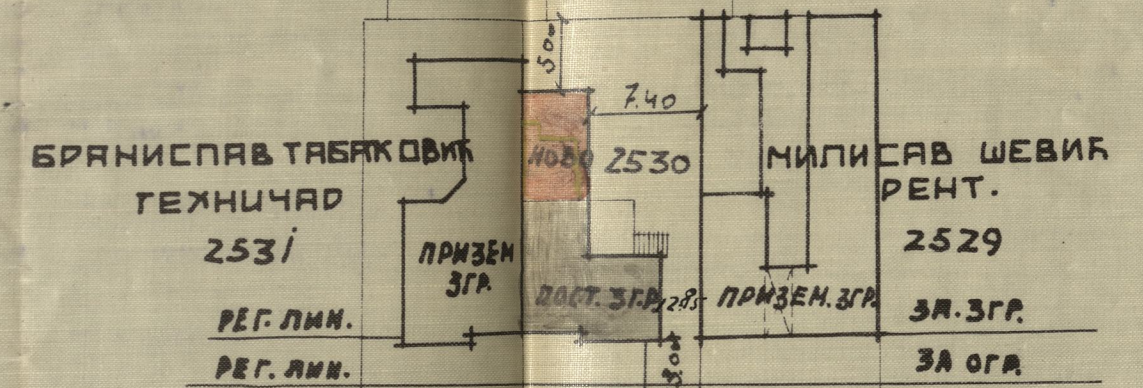 5.00
7.40
БРАНИСЛАВ ТАБАКОВИЋ
ТЕХНИЧАР
2531
НОВО
2530
МИЛИСАВ ШЕВИЋ
РЕНТ.
2529
ПРИЗЕМ
ЗГР.
ПОСТ. ЗГР.
2.85
ПРИЗЕМ. ЗГР.
РЕГ. ЛИН.
ЗА. ЗГР.
РЕГ. ЛИН.
3.00
ЗА ОГР.